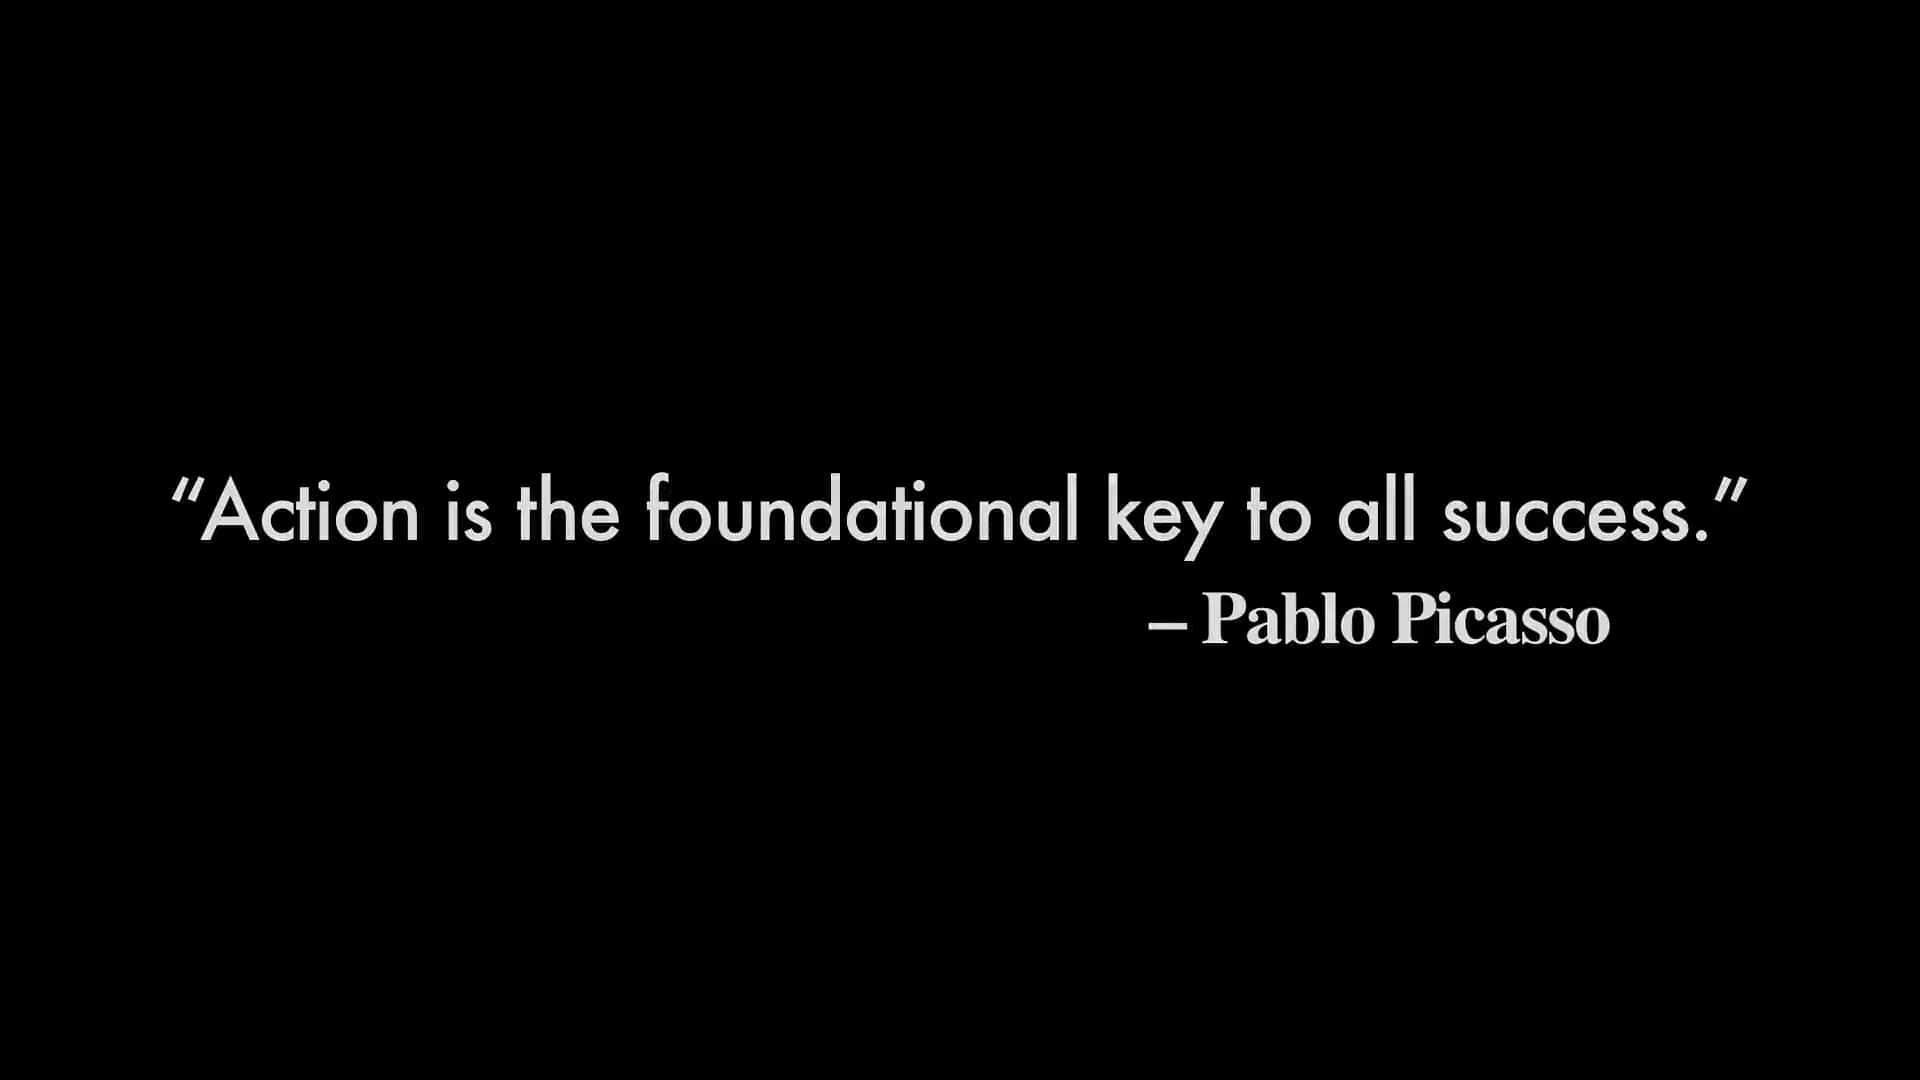 “Action is the foundational key to all success.”
– Pablo Picasso